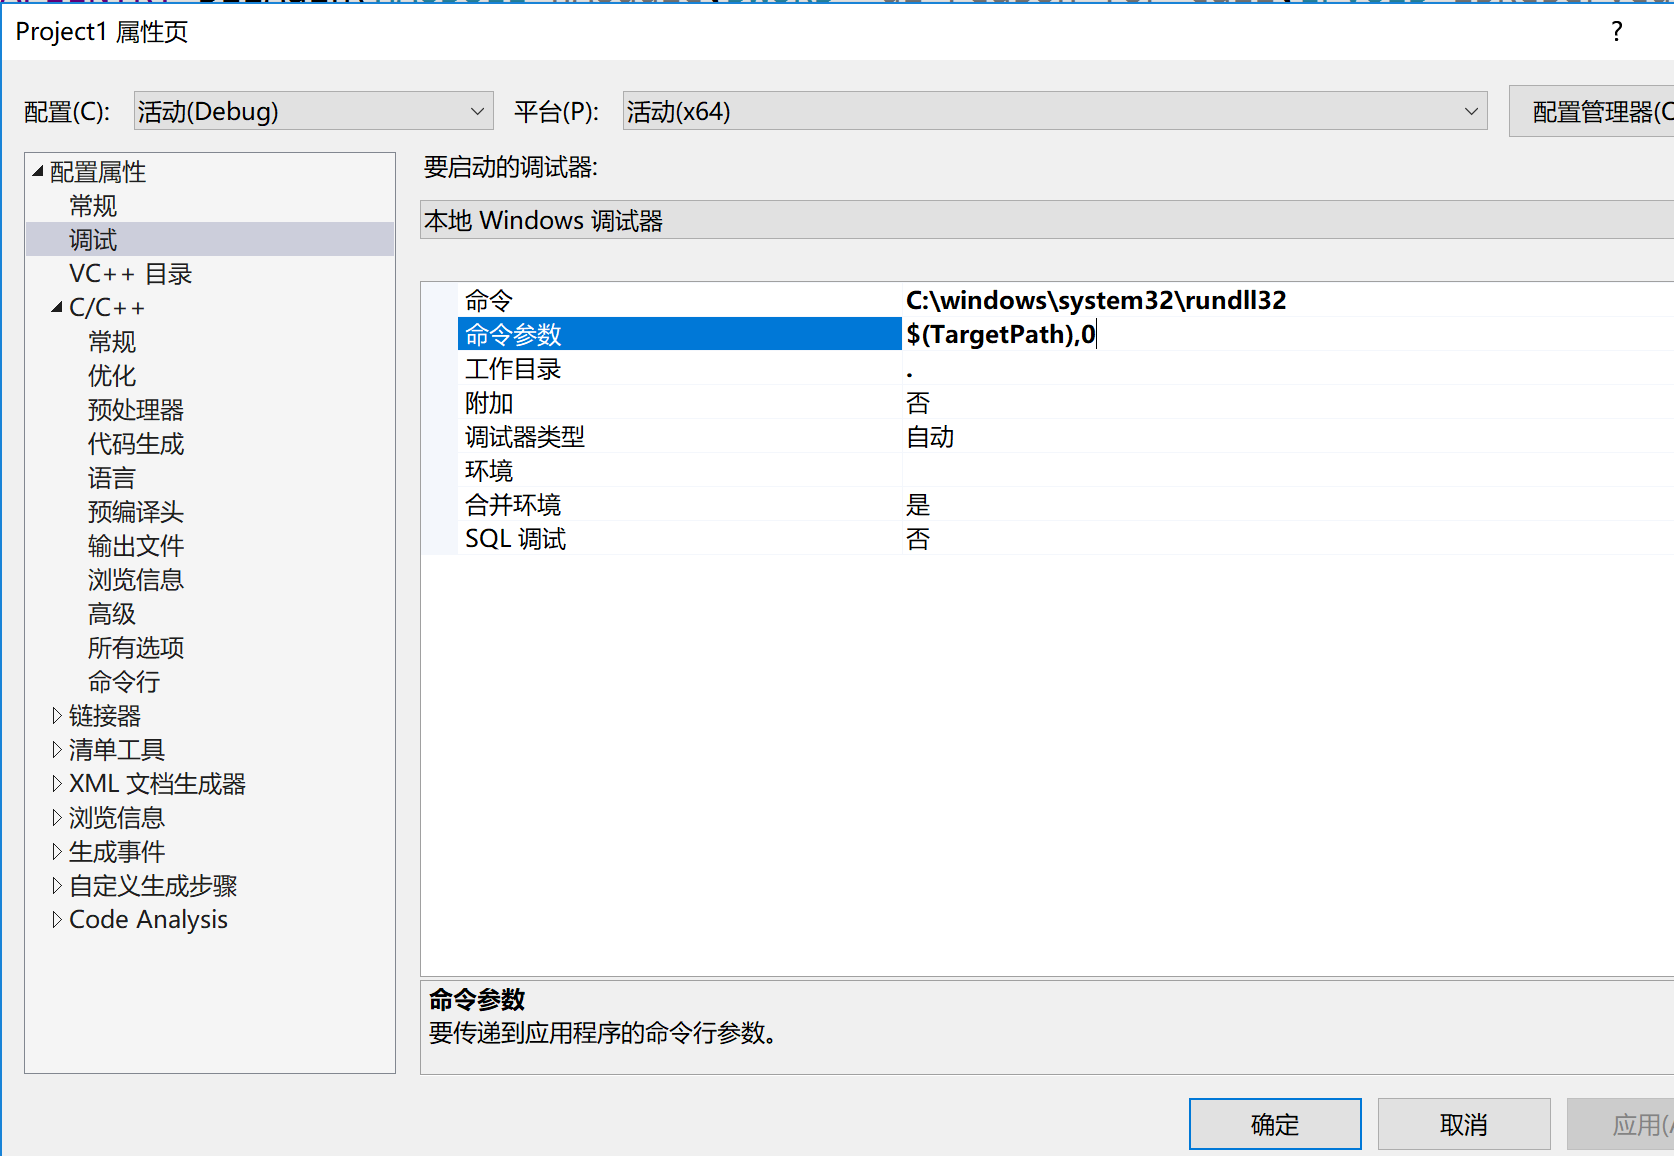 Project1 属性页
?
配置(C):
活动(Debug)
平台(P):
活动(x64)
配置管理器(
配置属性
常规
调试
VC++ 目录
C/C++
常规
优化
预处理器
代码生成
语言
预编译头
输出文件
浏览信息
高级
所有选项
命令行
链接器
清单工具
XML 文档生成器
浏览信息
生成事件
自定义生成步骤
Code Analysis
要启动的调试器:
本地 Windows 调试器
命令 C:\windows\system32\rundll32
命令参数 $(TargetPath),0
工作目录 .
附加 否
调试器类型 自动
环境
合并环境 是
SQL 调试 否
命令参数
要传递到应用程序的命令行参数。
确定
取消
应用(